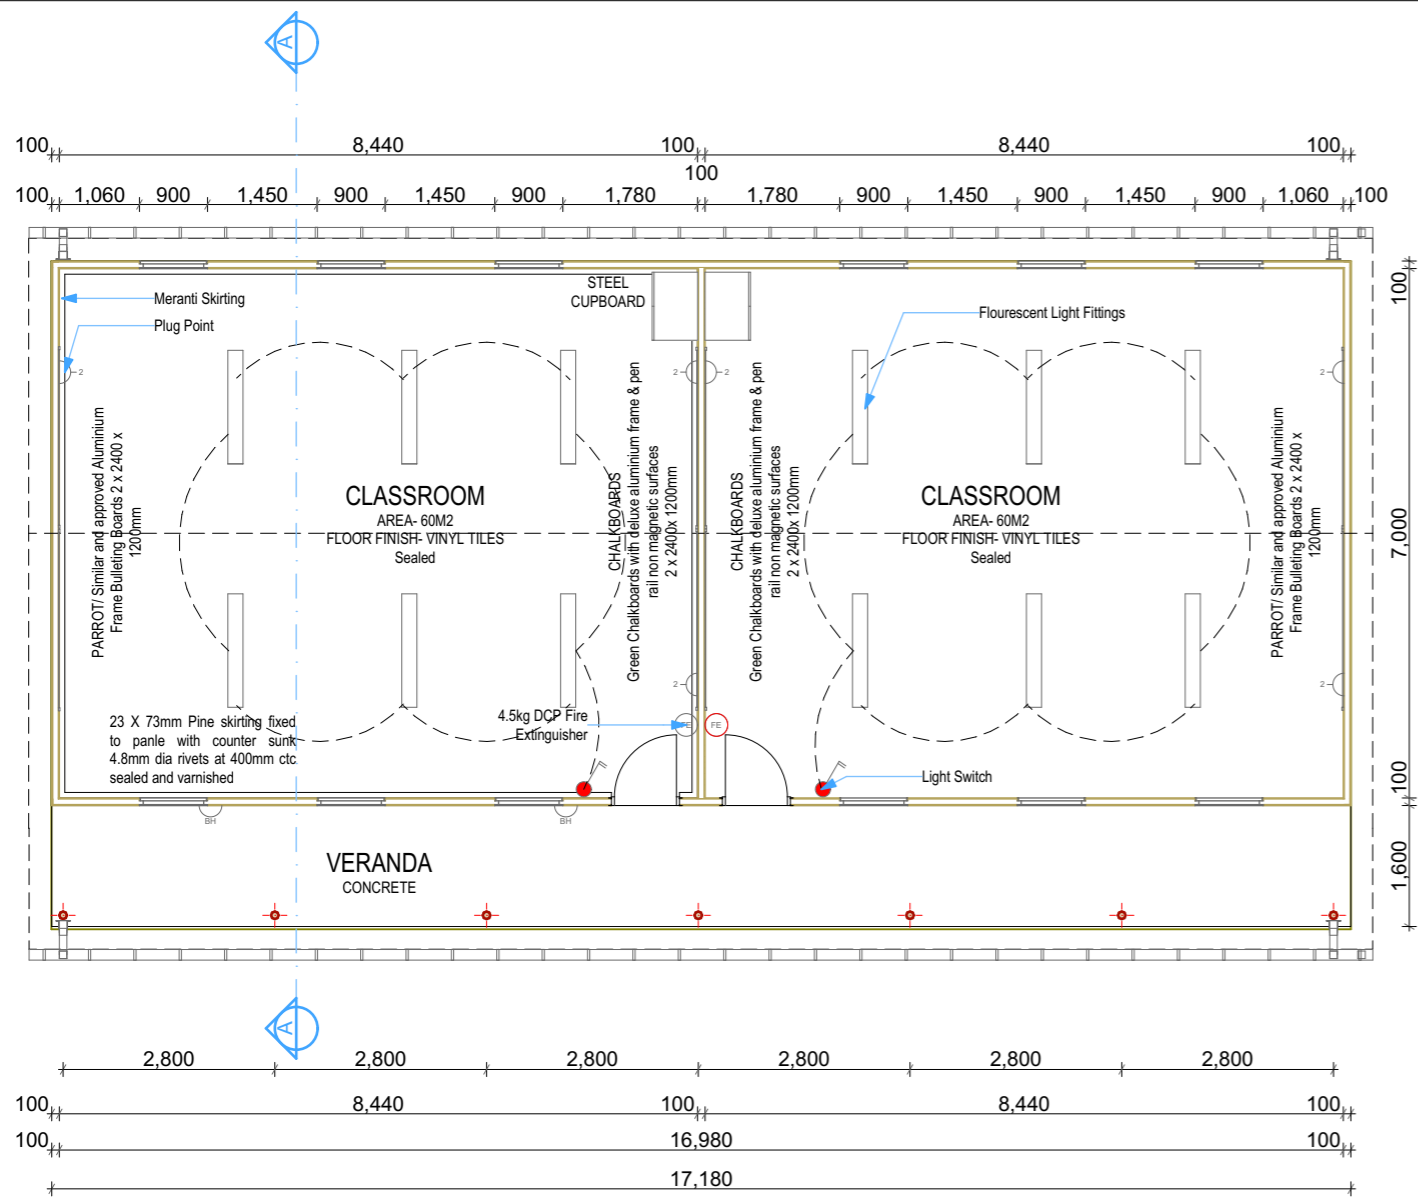 A
100 8,440 100 8,440 100
100
100 1,060 900 1,450 900 1,450 900 1,780 1,780 900 1,450 900 1,450 900 1,060 100
STEEL
CUPBOARD
Meranti Skirting
Plug Point
Flourescent Light Fittings
2
2
2
2
PARROT/ Similar and approved Aluminium
Frame Bulleting Boards 2 x 2400 x
1200mm
CLASSROOM
AREA- 60M2
FLOOR FINISH- VINYL TILES
Sealed
CHALKBOARDS
Green Chalkboards with deluxe aluminium frame & pen
rail non magnetic surfaces
2 x 2400x 1200mm
CHALKBOARDS
Green Chalkboards with deluxe aluminium frame & pen
rail non magnetic surfaces
2 x 2400x 1200mm
CLASSROOM
AREA- 60M2
FLOOR FINISH- VINYL TILES
Sealed
PARROT/ Similar and approved Aluminium
Frame Bulleting Boards 2 x 2400 x
1200mm
2
2
23 X 73mm Pine skirting fixed
to panle with counter sunk
4.8mm dia rivets at 400mm ctc
sealed and varnished
4.5kg DCP Fire
Extinguisher
FE
FE
Light Switch
BH
BH
VERANDA
CONCRETE
100
7,000
100
1,600
A
2,800 2,800 2,800 2,800 2,800 2,800
100 8,440 100 8,440 100
100 16,980 100
17,180